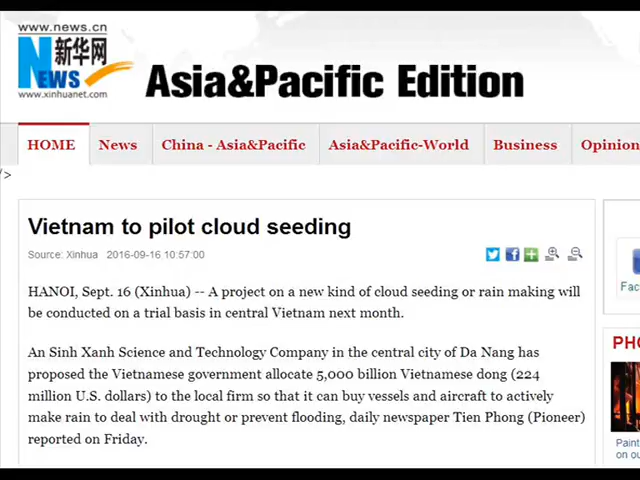 www.news.cn
新华网
NEWS
www.xinhuanet.com
Asia&Pacific Edition
HOME
News
China - Asia&Pacific
Asia&Pacific-World
Business
Opinion
/>
Vietnam to pilot cloud seeding
Source: Xinhua 2016-09-16 10:57:00
HANOI, Sept. 16 (Xinhua) -- A project on a new kind of cloud seeding or rain making will
be conducted on a trial basis in central Vietnam next month.
An Sinh Xanh Science and Technology Company in the central city of Da Nang has
proposed the Vietnamese government allocate 5,000 billion Vietnamese dong (224
million U.S. dollars) to the local firm so that it can buy vessels and aircraft to actively
make rain to deal with drought or prevent flooding, daily newspaper Tien Phong (Pioneer)
reported on Friday.
Fac
PHO
Paint
on ou